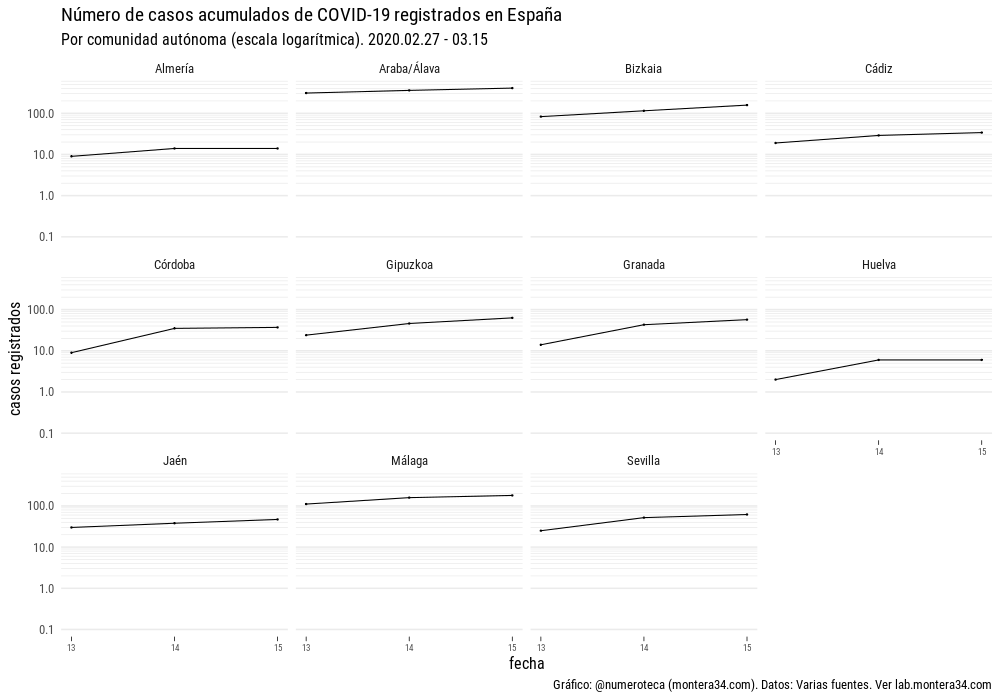 Número de casos acumulados de COVID-19 registrados en España
Por comunidad autónoma (escala logarítmica). 2020.02.27 - 03.15
Almería
Araba/Álava
Bizkaia
Cádiz
100.0
10.0
1.0
0.1
Córdoba
Gipuzkoa
Granada
Huelva
casos registrados
100.0
10.0
1.0
0.1
13
14
15
Jaén
Málaga
Sevilla
100.0
10.0
1.0
0.1
13
14
15
13
14
15
13
14
15
fecha
Gráfico: @numeroteca (montera34.com). Datos: Varias fuentes. Ver lab.montera34.com